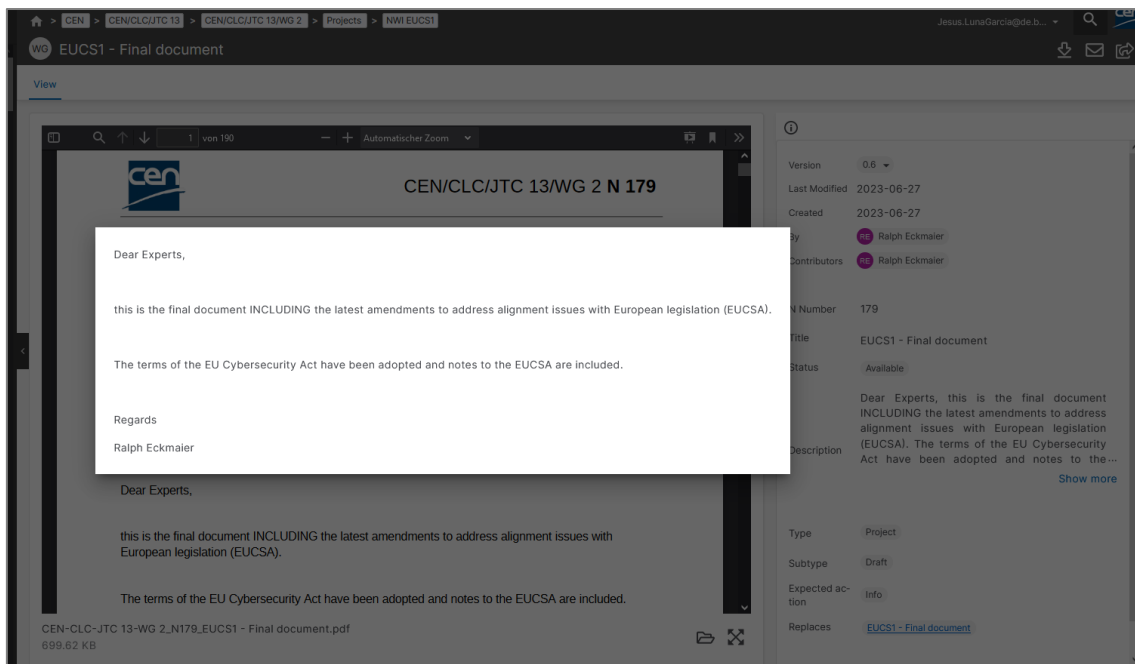 CEN > CEN/CLC/JTC 13 > CEN/CLC/JTC 13/WG 2 > Projects > NWI EUCS1
Jesus.LunaGarcia@de.b...
WG EUCS1 - Final document
View
1 von 190
Automatischer Zoom
cen
CEN/CLC/JTC 13/WG 2 N 179
Dear Experts,
this is the final document INCLUDING the latest amendments to address alignment issues with European legislation (EUCSA).
The terms of the EU Cybersecurity Act have been adopted and notes to the EUCSA are included.
Regards
Ralph Eckmaier
Dear Experts,
this is the final document INCLUDING the latest amendments to address alignment issues with
European legislation (EUCSA).
The terms of the EU Cybersecurity Act have been adopted and notes to the EUCSA are included.
CEN-CLC-JTC 13-WG 2_N179_EUCS1 - Final document.pdf
699.62 KB
Version 0.6
Last Modified 2023-06-27
Created 2023-06-27
By RE Ralph Eckmaier
Contributors RE Ralph Eckmaier
N Number 179
Title EUCS1 - Final document
Status Available
Description
Dear Experts, this is the final document
INCLUDING the latest amendments to address
alignment issues with European legislation
(EUCSA). The terms of the EU Cybersecurity
Act have been adopted and notes to the...
Show more
Type Project
Subtype Draft
Expected ac-
tion Info
Replaces EUCS1 - Final document